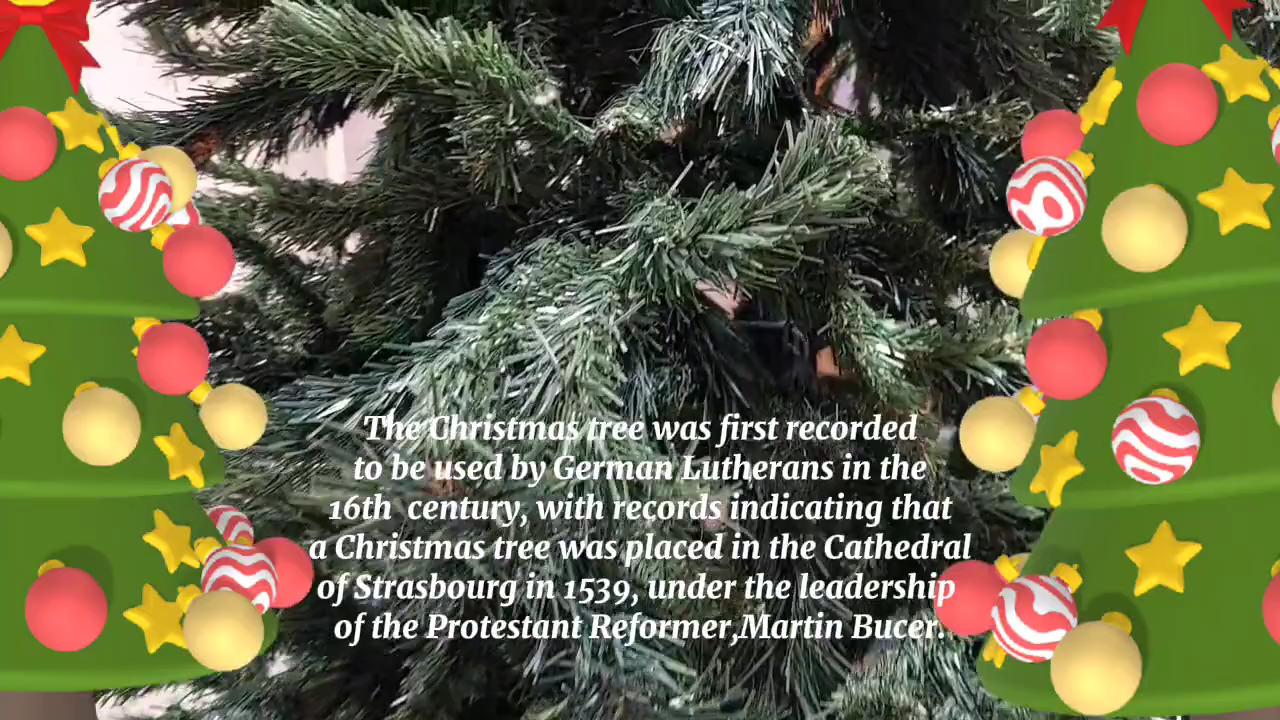 The Christmas tree was first recorded
to be used by German Lutherans in the
16th  century, with records indicating that
a Christmas tree was placed in the Cathedral
of Strasbourg in 1539, under the leadership
of the Protestant Reformer,Martin Bucer.